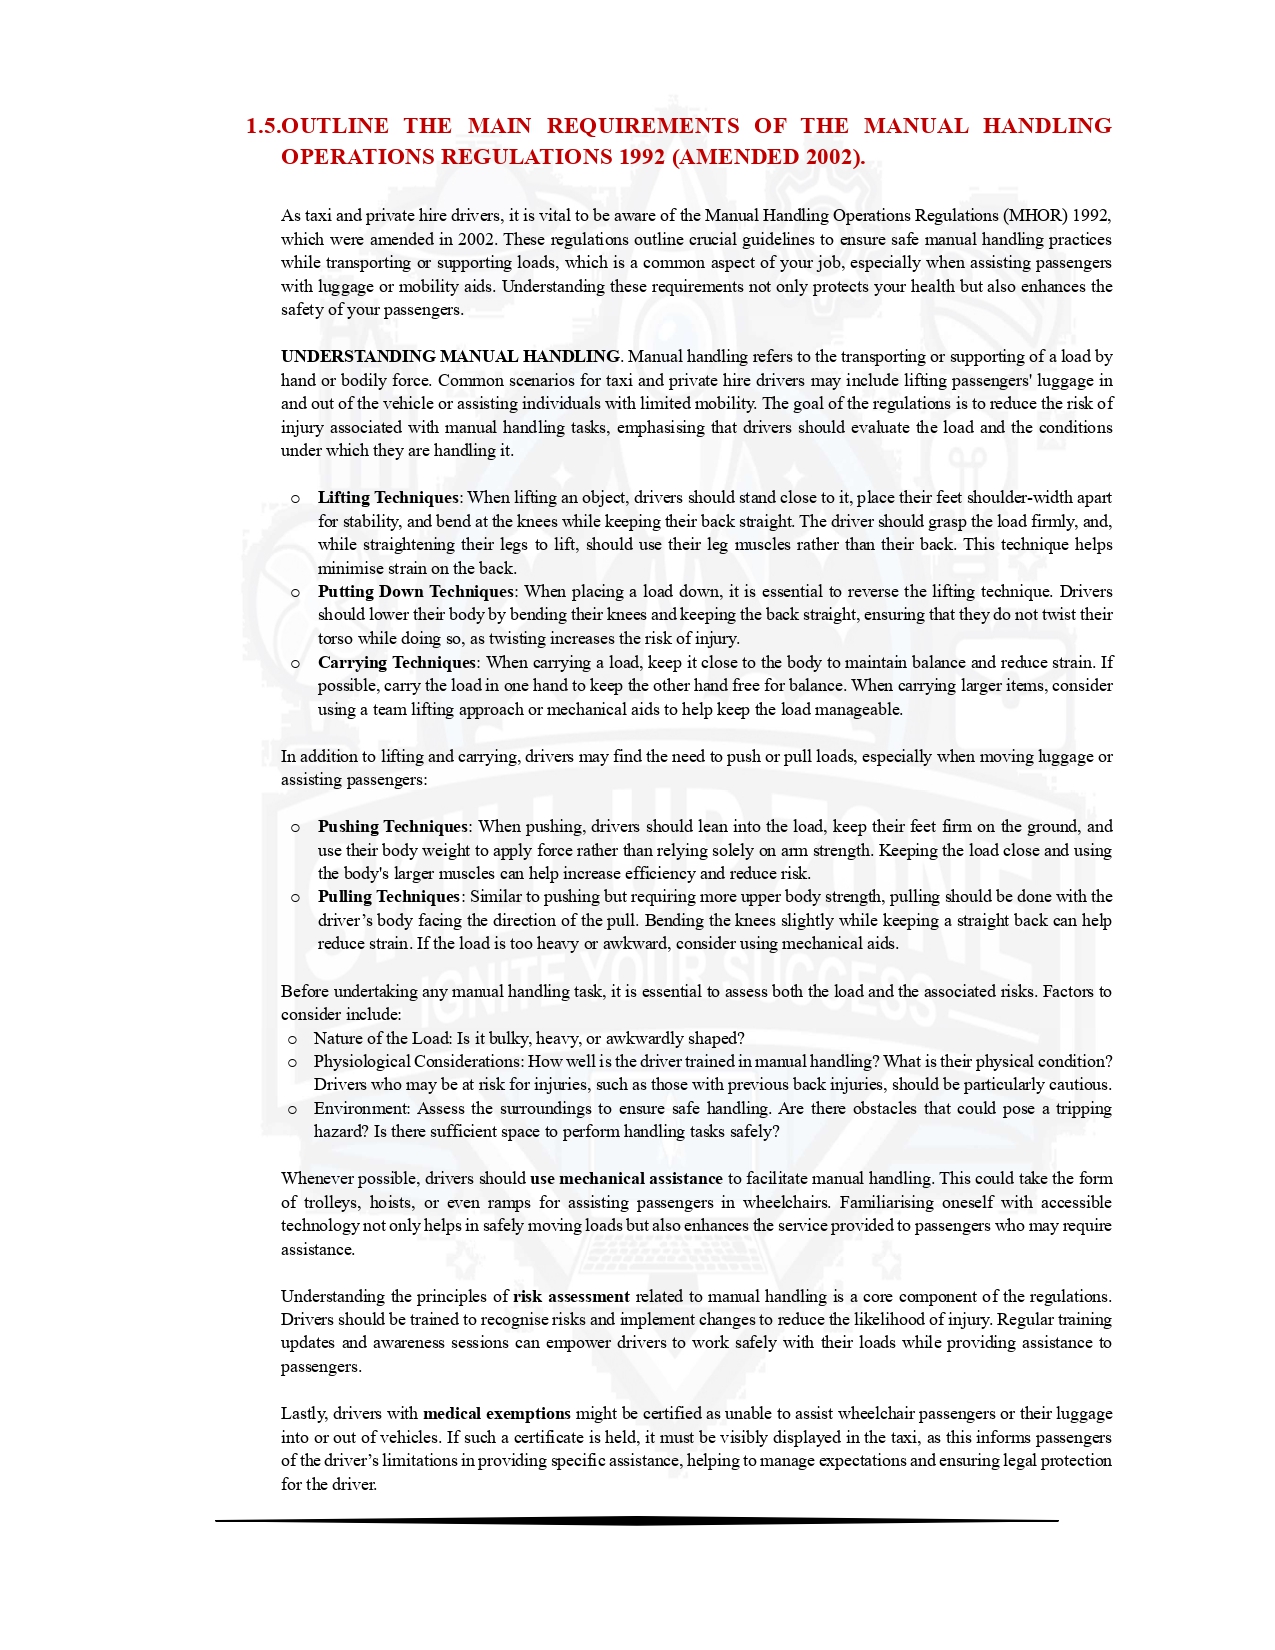 1.5.OUTLINE THE MAIN REQUIREMENTS OF THE MANUAL HANDLING
OPERATIONS REGULATIONS 1992 (AMENDED 2002).
As taxi and private hire drivers, it is vital to be aware of the Manual Handling Operations Regulations (MHOR) 1992,
which were amended in 2002. These regulations outline crucial guidelines to ensure safe manual handling practices
while transporting or supporting loads, which is a common aspect of your job, especially when assisting passengers
with luggage or mobility aids. Understanding these requirements not only protects your health but also enhances the
safety of your passengers.
UNDERSTANDING MANUAL HANDLING. Manual handling refers to the transporting or supporting of a load by
hand or bodily force. Common scenarios for taxi and private hire drivers may include lifting passengers' luggage in
and out of the vehicle or assisting individuals with limited mobility. The goal of the regulations is to reduce the risk of
injury associated with manual handling tasks, emphasising that drivers should evaluate the load and the conditions
under which they are handling it.
o Lifting Techniques: When lifting an object, drivers should stand close to it, place their feet shoulder-width apart
for stability, and bend at the knees while keeping their back straight. The driver should grasp the load firmly, and,
while straightening their legs to lift, should use their leg muscles rather than their back. This technique helps
minimise strain on the back.
o Putting Down Techniques: When placing a load down, it is essential to reverse the lifting technique. Drivers
should lower their body by bending their knees and keeping the back straight, ensuring that they do not twist their
torso while doing so, as twisting increases the risk of injury.
o Carrying Techniques: When carrying a load, keep it close to the body to maintain balance and reduce strain. If
possible, carry the load in one hand to keep the other hand free for balance. When carrying larger items, consider
using a team lifting approach or mechanical aids to help keep the load manageable.
In addition to lifting and carrying, drivers may find the need to push or pull loads, especially when moving luggage or
assisting passengers:
o Pushing Techniques: When pushing, drivers should lean into the load, keep their feet firm on the ground, and
use their body weight to apply force rather than relying solely on arm strength. Keeping the load close and using
the body's larger muscles can help increase efficiency and reduce risk.
o Pulling Techniques: Similar to pushing but requiring more upper body strength, pulling should be done with the
driver’s body facing the direction of the pull. Bending the knees slightly while keeping a straight back can help
reduce strain. If the load is too heavy or awkward, consider using mechanical aids.
IGNITE YOUR SUCCESS
Before undertaking any manual handling task, it is essential to assess both the load and the associated risks. Factors to
consider include:
o Nature of the Load: Is it bulky, heavy, or awkwardly shaped?
o Physiological Considerations: How well is the driver trained in manual handling? What is their physical condition?
Drivers who may be at risk for injuries, such as those with previous back injuries, should be particularly cautious.
o Environment: Assess the surroundings to ensure safe handling. Are there obstacles that could pose a tripping
hazard? Is there sufficient space to perform handling tasks safely?
Whenever possible, drivers should use mechanical assistance to facilitate manual handling. This could take the form
of trolleys, hoists, or even ramps for assisting passengers in wheelchairs. Familiarising oneself with accessible
technology not only helps in safely moving loads but also enhances the service provided to passengers who may require
assistance.
Understanding the principles of risk assessment related to manual handling is a core component of the regulations.
Drivers should be trained to recognise risks and implement changes to reduce the likelihood of injury. Regular training
updates and awareness sessions can empower drivers to work safely with their loads while providing assistance to
passengers.
Lastly, drivers with medical exemptions might be certified as unable to assist wheelchair passengers or their luggage
into or out of vehicles. If such a certificate is held, it must be visibly displayed in the taxi, as this informs passengers
of the driver’s limitations in providing specific assistance, helping to manage expectations and ensuring legal protection
for the driver.